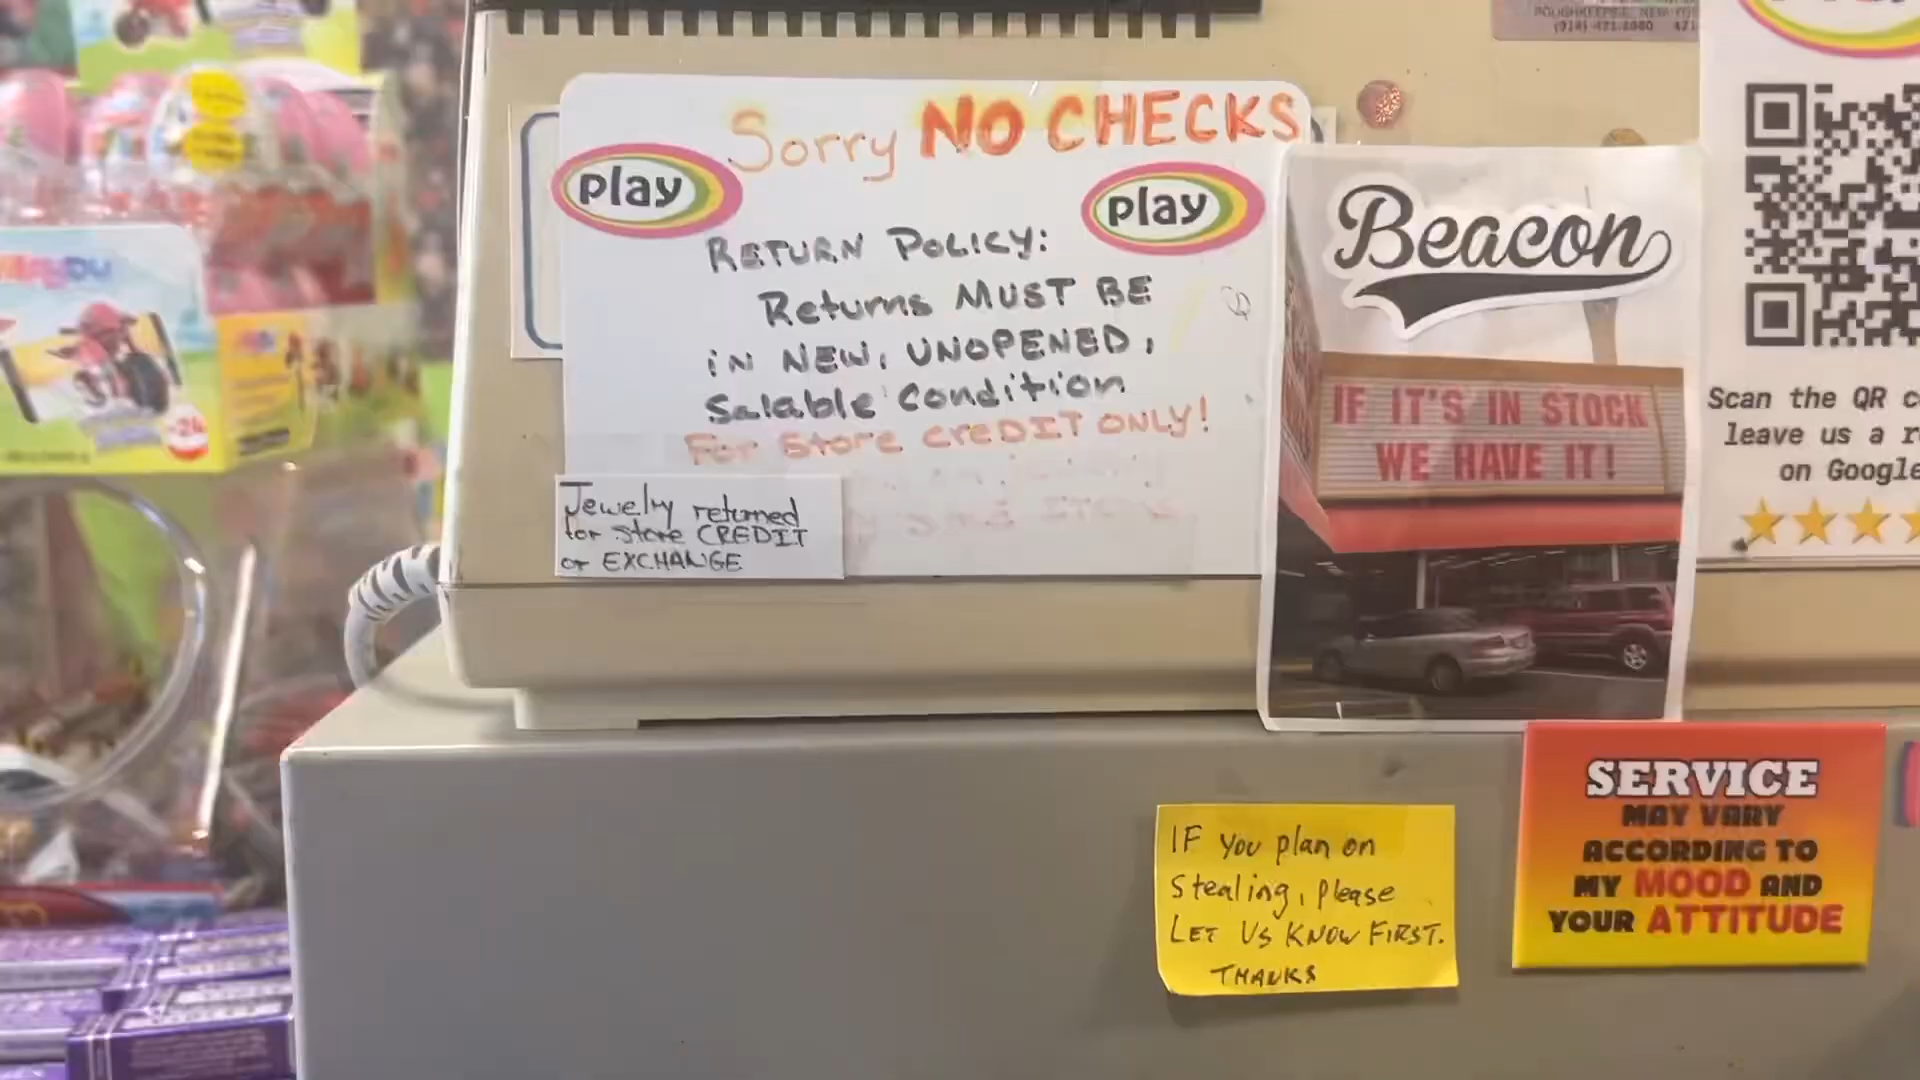 Sorry NO CHECKS
play
play
RETURN POLICY:
Returns MUST BE
iN NEW, UNOPENED,
Salable Condition
For Store CREDIT ONLY!
Jewelry returned
for store CREDIT
or EXCHANGE
Beacon
IF IT'S IN STOCK
WE HAVE IT!
Scan the QR
leave us a
on Google
SERVICE
MAY VARY
ACCORDING TO
MY MOOD AND
YOUR ATTITUDE
IF you plan on
Stealing, Please
LET US KNOW FIRST.
THANKS